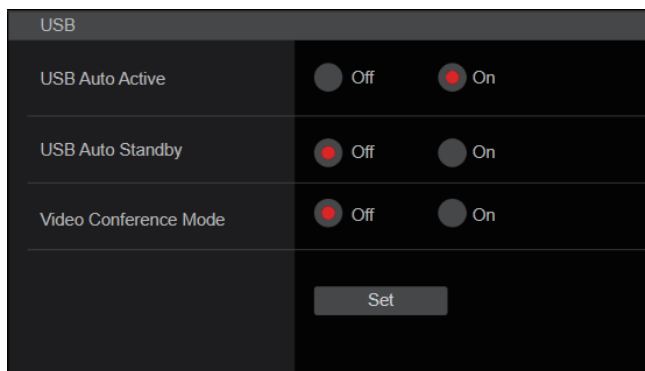 USB
USB Auto Active Off On
USB Auto Standby Off On
Video Conference Mode Off On
Set